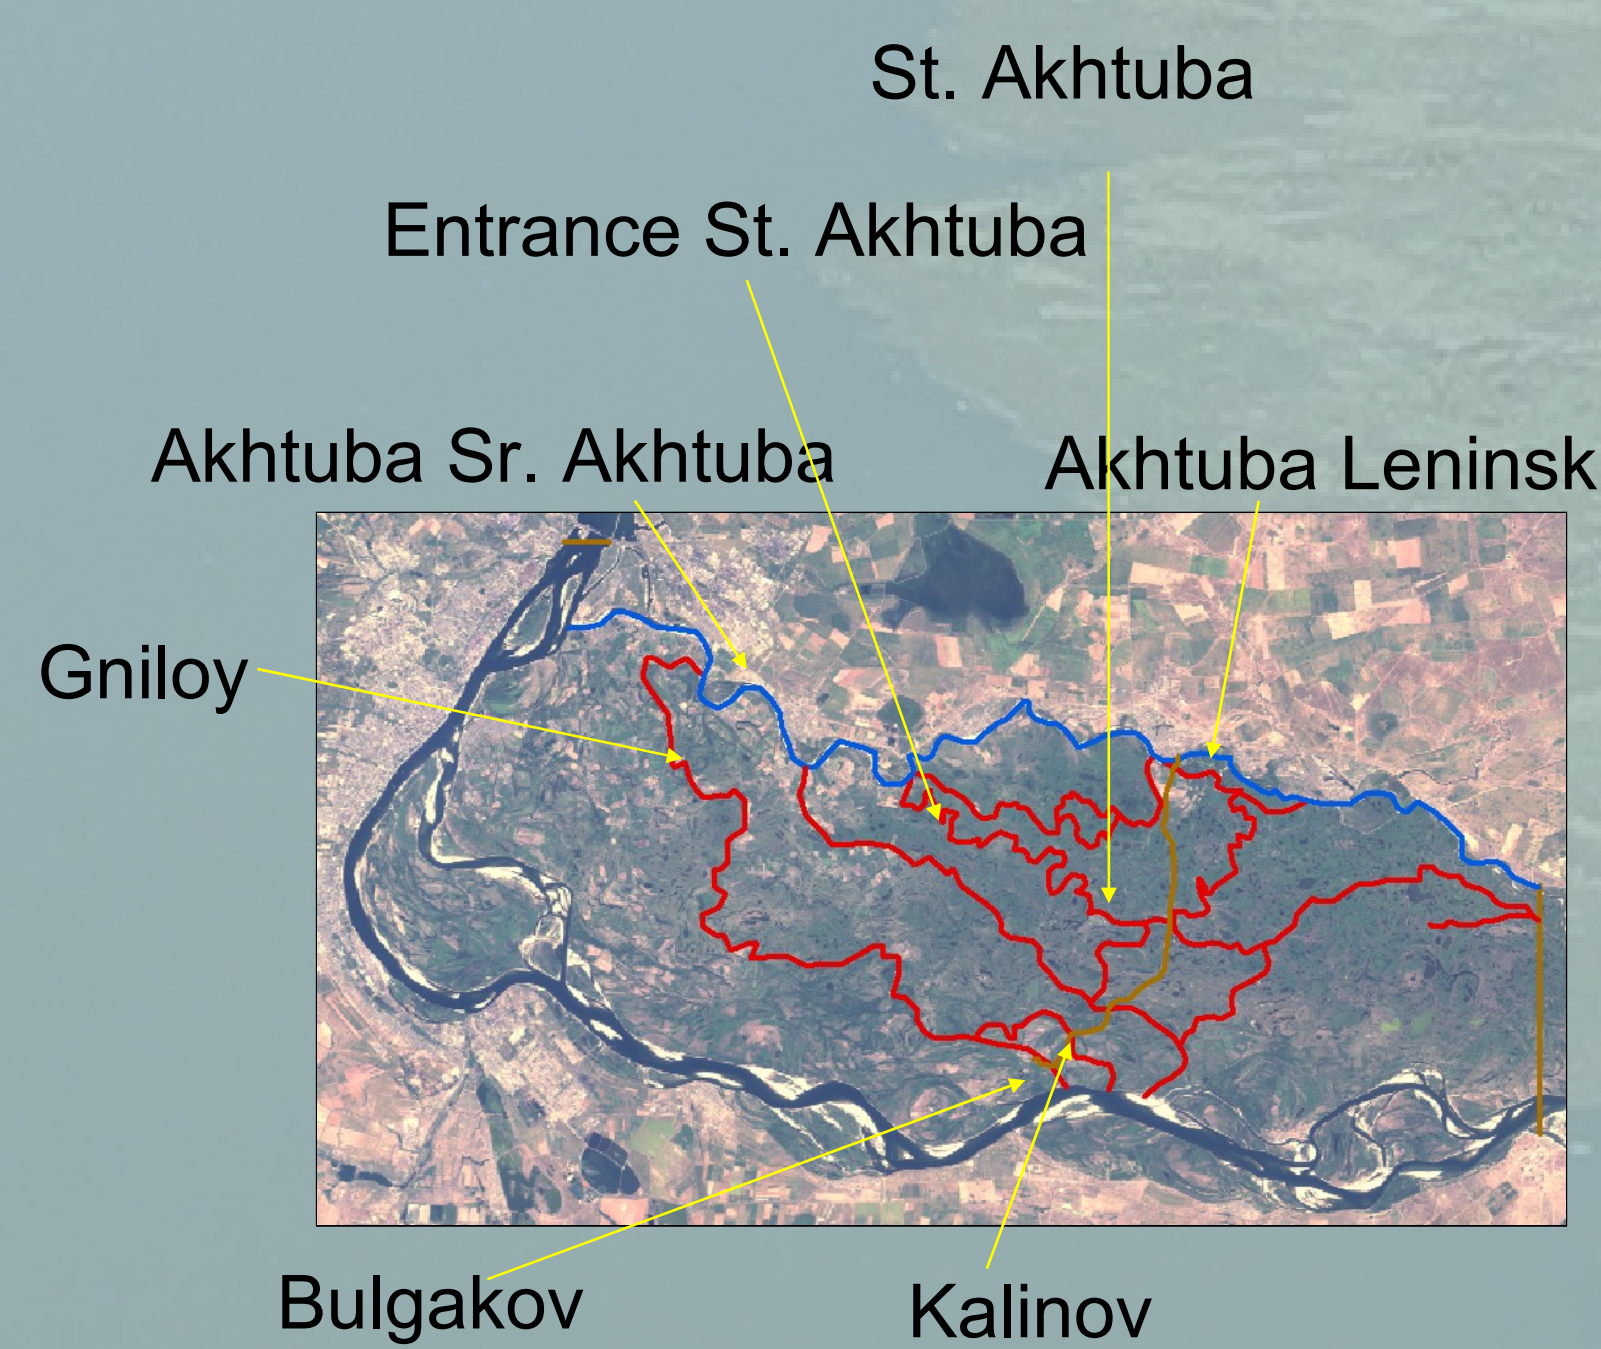 St. Akhtuba
Entrance St. Akhtuba
Akhtuba Sr. Akhtuba
Akhtuba Leninsk
Gniloy
Bulgakov
Kalinov